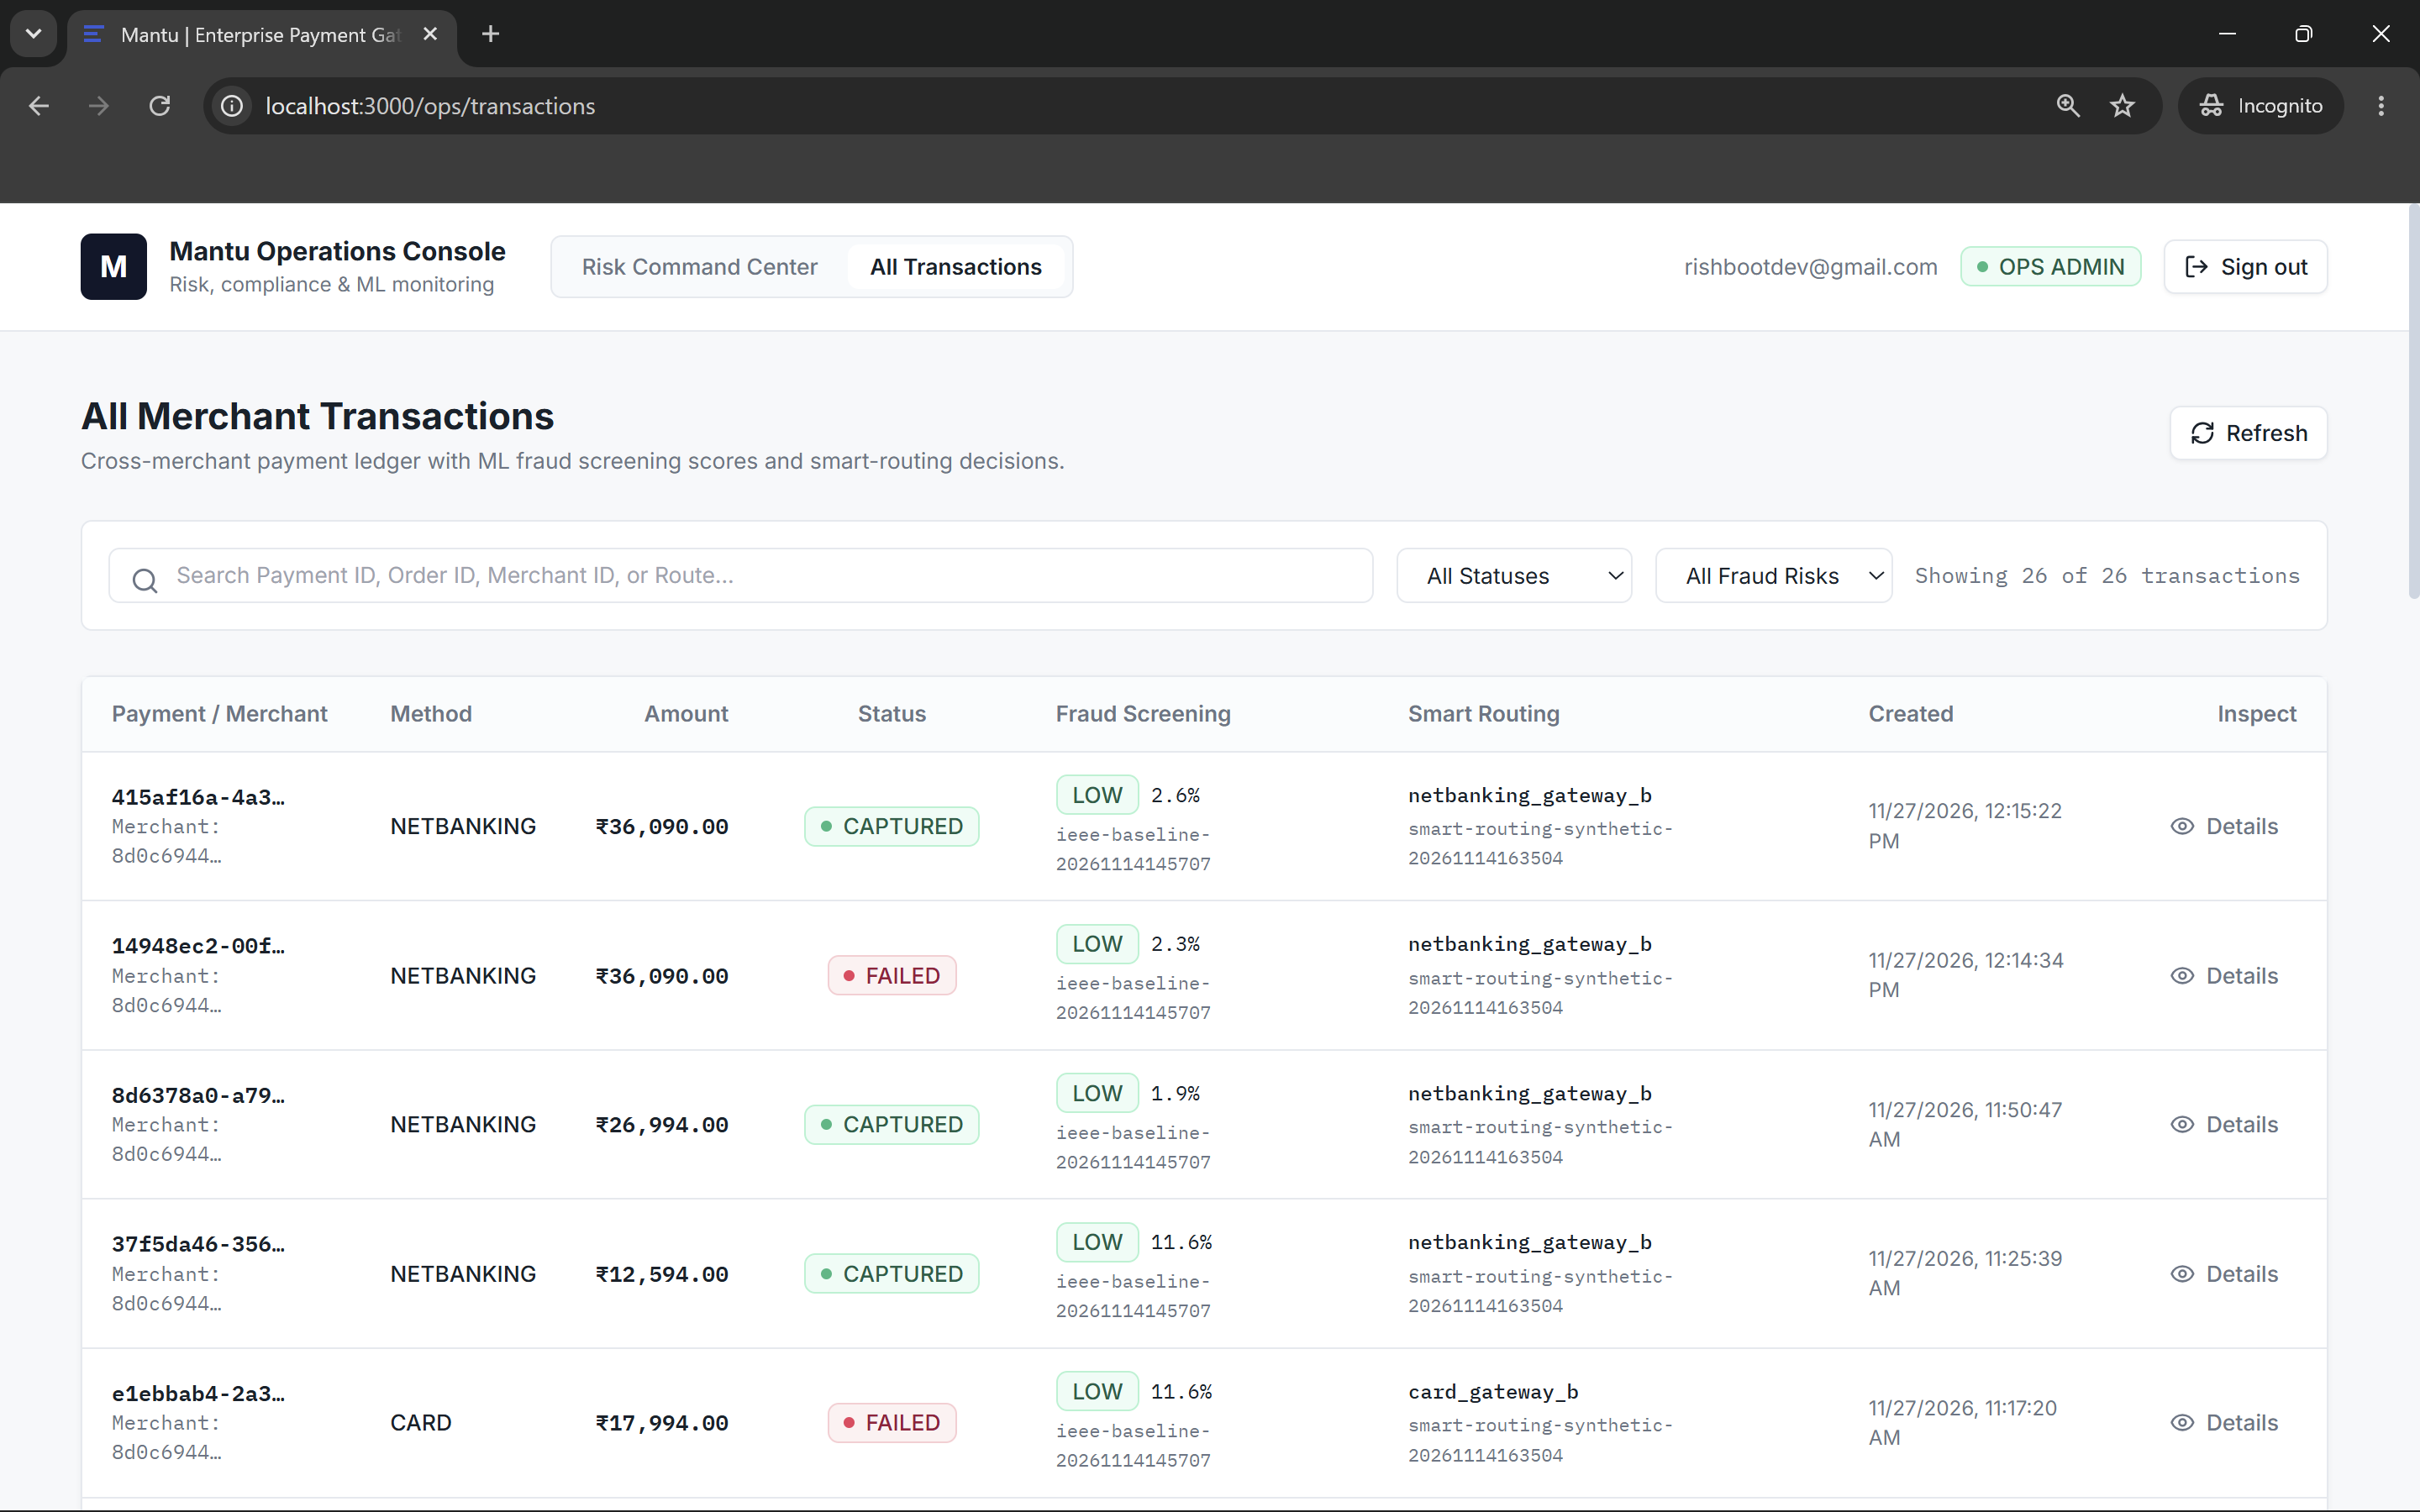 Mantu | Enterprise Payment Gat
localhost:3000/ops/transactions
Incognito
M
Mantu Operations Console
Risk, compliance & ML monitoring
Risk Command Center
All Transactions
rishbootdev@gmail.com
OPS ADMIN
Sign out
All Merchant Transactions
Cross-merchant payment ledger with ML fraud screening scores and smart-routing decisions.
Refresh
Search Payment ID, Order ID, Merchant ID, or Route...
All Statuses
All Fraud Risks
Showing 26 of 26 transactions
Payment / Merchant Method Amount Status Fraud Screening Smart Routing Created Inspect
415af16a-4a3…
Merchant:
8d0c6944…
NETBANKING
₹36,090.00
CAPTURED
LOW 2.6%
ieee-baseline-
20261114145707
netbanking_gateway_b
smart-routing-synthetic-
20261114163504
11/27/2026, 12:15:22
PM
Details
14948ec2-00f…
Merchant:
8d0c6944…
NETBANKING
₹36,090.00
FAILED
LOW 2.3%
ieee-baseline-
20261114145707
netbanking_gateway_b
smart-routing-synthetic-
20261114163504
11/27/2026, 12:14:34
PM
Details
8d6378a0-a79…
Merchant:
8d0c6944…
NETBANKING
₹26,994.00
CAPTURED
LOW 1.9%
ieee-baseline-
20261114145707
netbanking_gateway_b
smart-routing-synthetic-
20261114163504
11/27/2026, 11:50:47
AM
Details
37f5da46-356…
Merchant:
8d0c6944…
NETBANKING
₹12,594.00
CAPTURED
LOW 11.6%
ieee-baseline-
20261114145707
netbanking_gateway_b
smart-routing-synthetic-
20261114163504
11/27/2026, 11:25:39
AM
Details
e1ebbab4-2a3…
Merchant:
8d0c6944…
CARD
₹17,994.00
FAILED
LOW 11.6%
ieee-baseline-
20261114145707
card_gateway_b
smart-routing-synthetic-
20261114163504
11/27/2026, 11:17:20
AM
Details